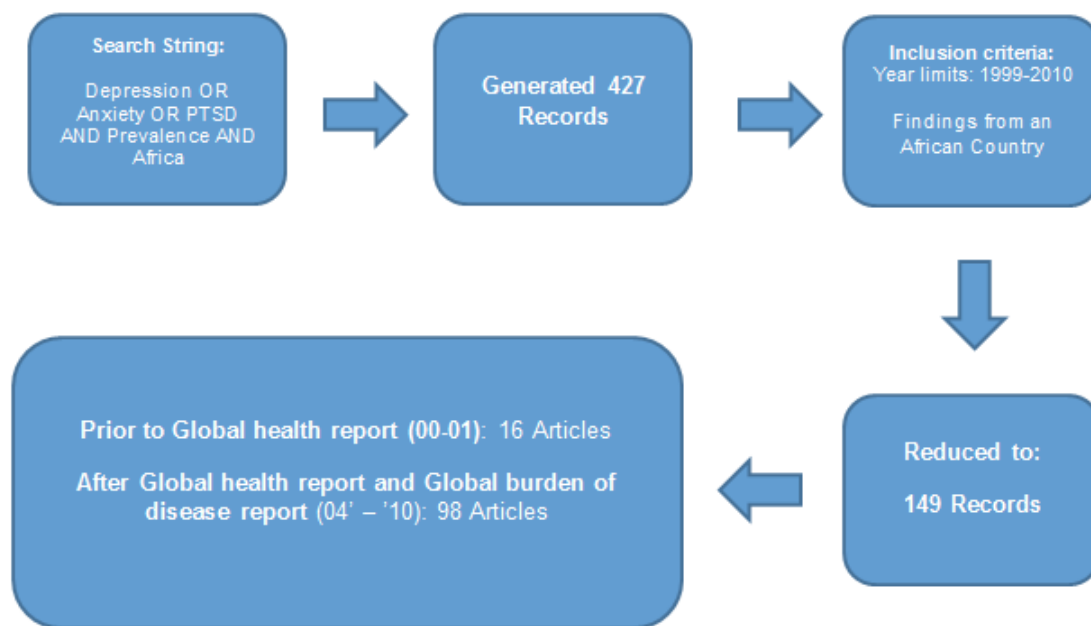 Search String:
Depression OR
Anxiety OR PTSD
AND Prevalence AND
Africa
Generated 427
Records
Inclusion criteria:
Year limits: 1999-2010
Findings from an
African Country
Reduced to:
149 Records
Prior to Global health report (00-01): 16 Articles
After Global health report and Global burden of
disease report (04’ – ’10): 98 Articles